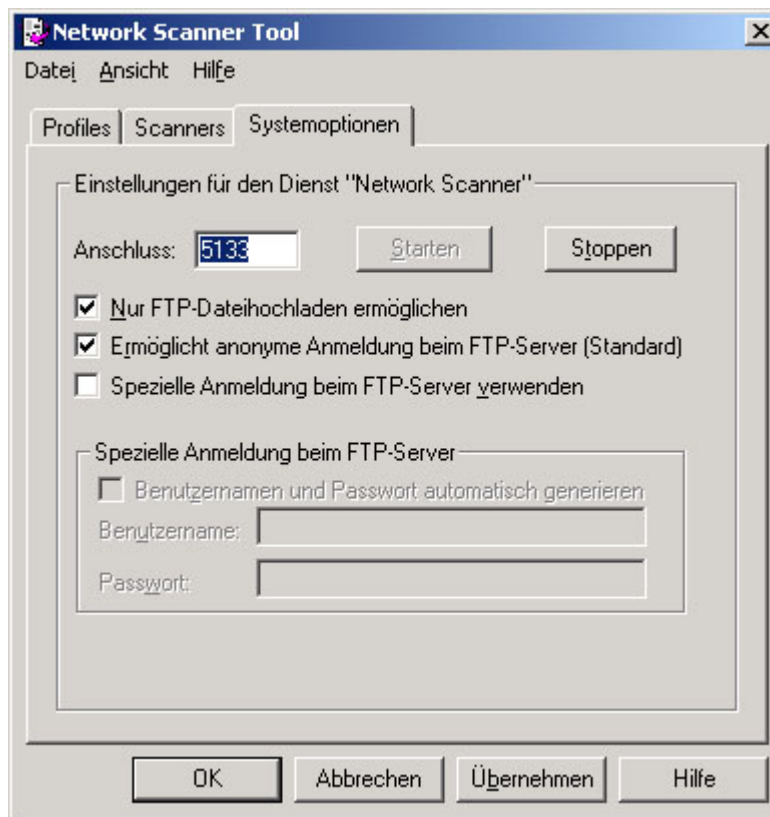 Network Scanner Tool
Datei Ansicht Hilfe
Profiles Scanners Systemoptionen
Einstellungen für den Dienst "Network Scanner"
Anschluss: 5133 Starten Stoppen
Nur FTP-Dateihochladen ermöglichen
Ermöglicht anonyme Anmeldung beim FTP-Server (Standard)
Spezielle Anmeldung beim FTP-Server verwenden
Spezielle Anmeldung beim FTP-Server
Benutzernamen und Passwort automatisch generieren
Benutzername:
Passwort:
OK Abbrechen Übernehmen Hilfe